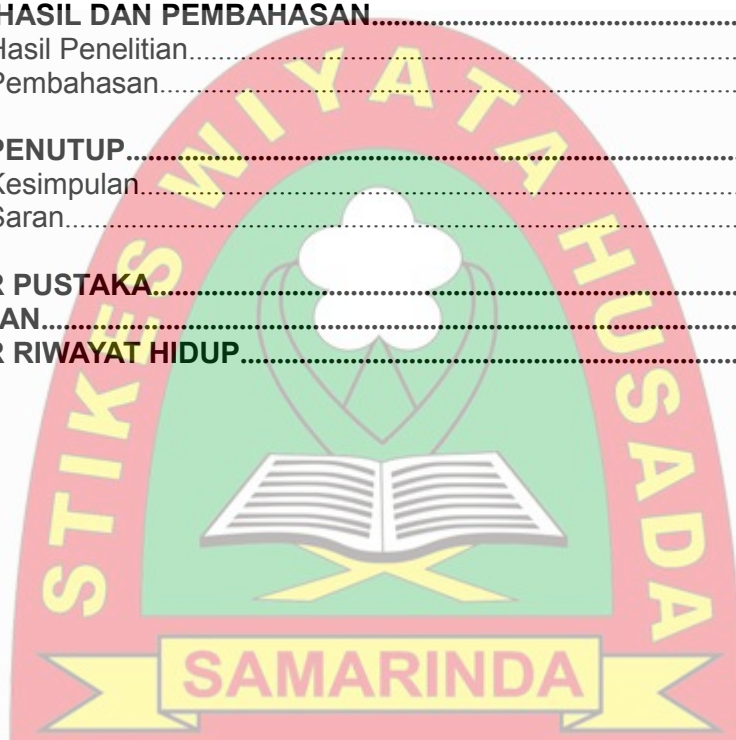 HASIL DAN PEMBAHASAN
Hasil Penelitian
Pembahasan
PENUTUP
Kesimpulan
Saran
R PUSTAKA
AN
R RIWAYAT HIDUP
STIKES WIYATA HUSADA
SAMARINDA